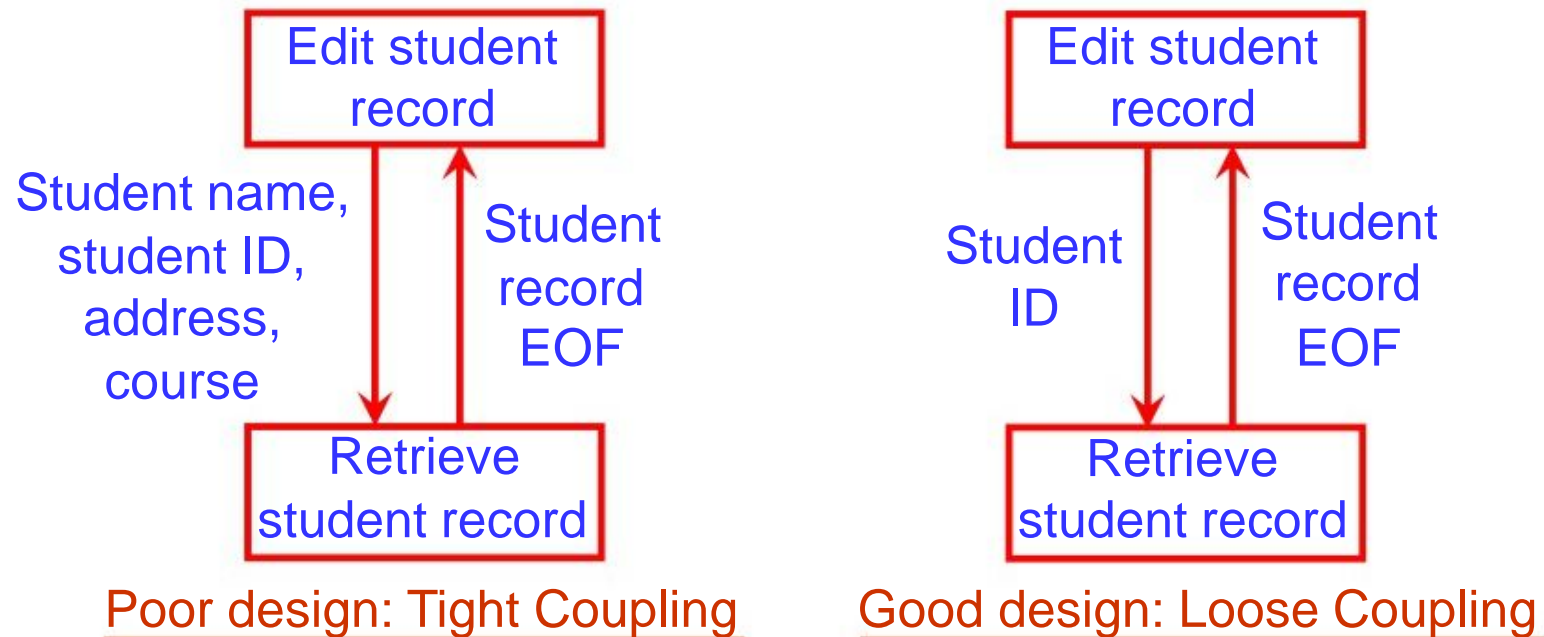 Edit student
record
Student name,
student ID,
address,
course
Student
record
EOF
Retrieve
student record
Poor design: Tight Coupling
Edit student
record
Student
ID
Student
record
EOF
Retrieve
student record
Good design: Loose Coupling